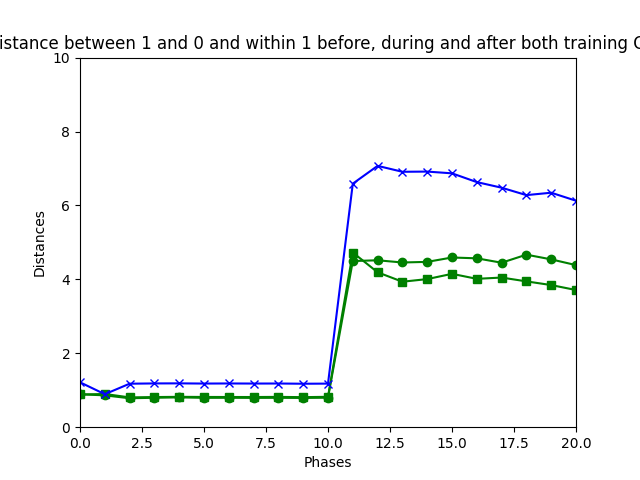 istance between 1 and 0 and within 1 before, during and after both training
10
8
6
4
2
0
Distances
0.0 2.5 5.0 7.5 10.0 12.5 15.0 17.5 20.0
Phases